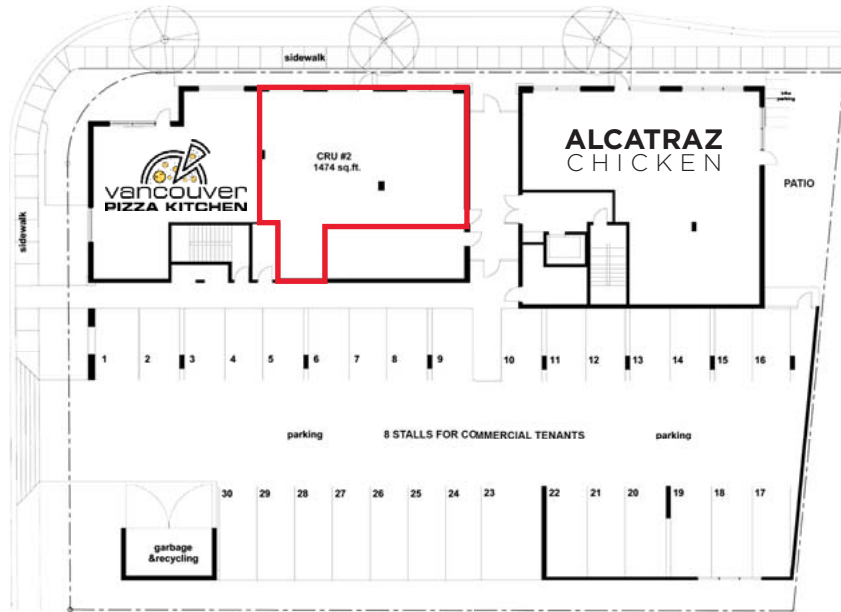 sidewalk
CRU #2
1474 sq.ft.
vancouver
PIZZA KITCHEN
ALCATRAZ
CHICKEN
bike
parking
PATIO
sidewalk
1 2 3 4 5 6 7 8 9 10 11 12 13 14 15 16
parking 8 STALLS FOR COMMERCIAL TENANTS parking
30 29 28 27 26 25 24 23 22 21 20 19 18 17
garbage
&recycling